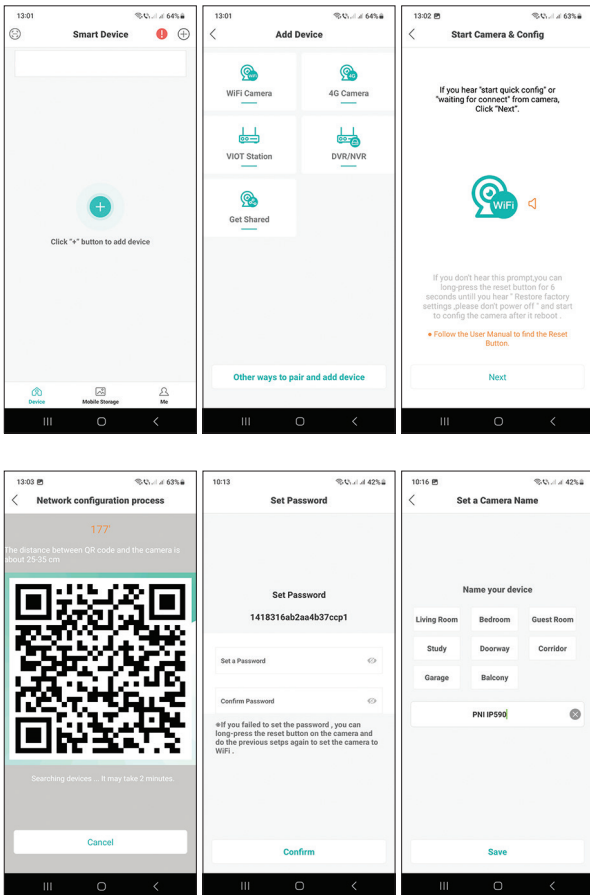 13:01
64%
Smart Device
Click "+" button to add device
Device
Mobile Storage
Me
13:01
64%
Add Device
WiFi
WiFi Camera
4G
4G Camera
VIOT Station
DVR/NVR
Get Shared
Other ways to pair and add device
13:02
63%
Start Camera & Config
If you hear "start quick config" or
"waiting for connect" from camera,
Click "Next".
WiFi
If you don't hear this prompt,you can
long-press the reset button for 6
seconds untill you hear " Restore factory
settings ,please don't power off " and start
to config the camera after it reboot .
• Follow the User Manual to find the Reset
Button.
Next
13:03
63%
Network configuration process
177'
The distance between QR code and the camera is
about 25-35 cm
Searching devices ... It may take 2 minutes.
Cancel
10:13
42%
Set Password
Set Password
1418316ab2aa4b37ccp1
Set a Password
Confirm Password
*If you failed to set the password , you can
long-press the reset button on the camera and
do the previous setps again to set the camera to
WiFi .
Confirm
10:16
42%
Set a Camera Name
Name your device
Living Room
Bedroom
Guest Room
Study
Doorway
Corridor
Garage
Balcony
PNI IP590
Save